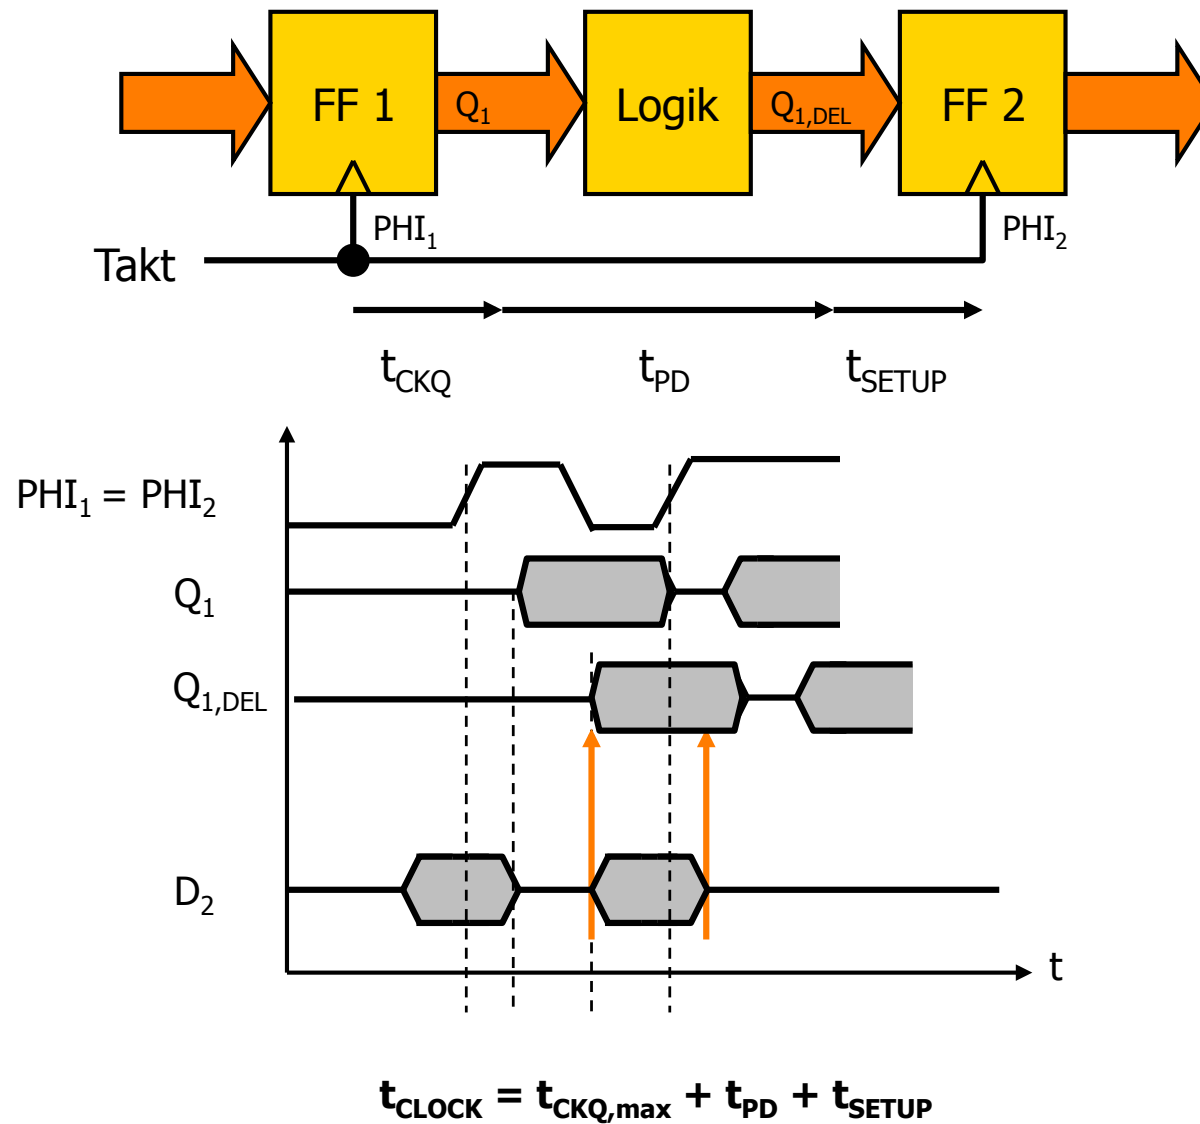 FF 1
Q1
Logik
Q1,DEL
FF 2
PHI1
PHI2
Takt
tCKQ
tPD
tSETUP
PHI1 = PHI2
Q1
Q1,DEL
D2
t
tCLOCK = tCKQ,max + tPD + tSETUP